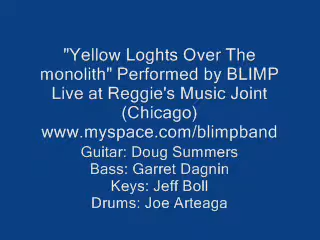 "Yellow Loghts Over The
monolith" Performed by BLIMP
Live at Reggie's Music Joint
(Chicago)
www.myspace.com/blimpband
Guitar: Doug Summers
Bass: Garret Dagnin
Keys: Jeff Boll
Drums: Joe Arteaga